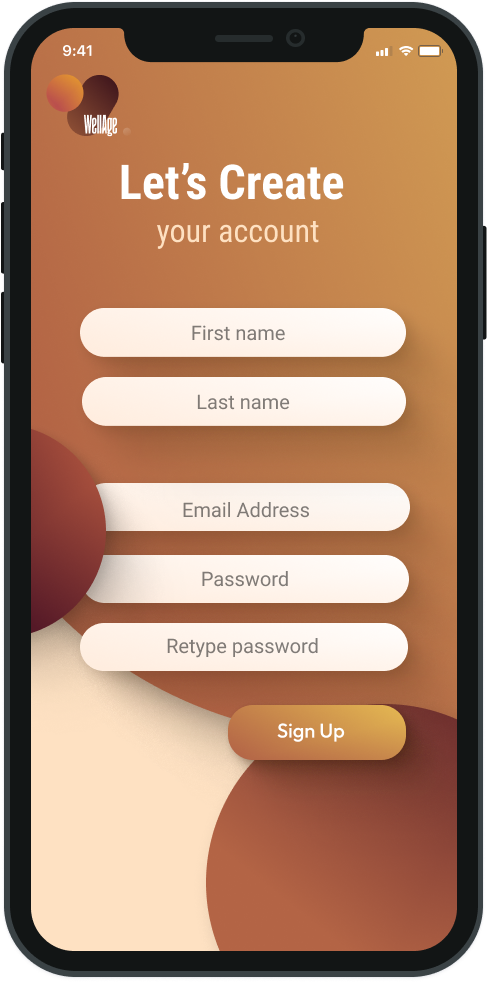 9:41
WellAge
Let's Create
your account
First name
Last name
Email Address
Password
Retype password
Sign Up